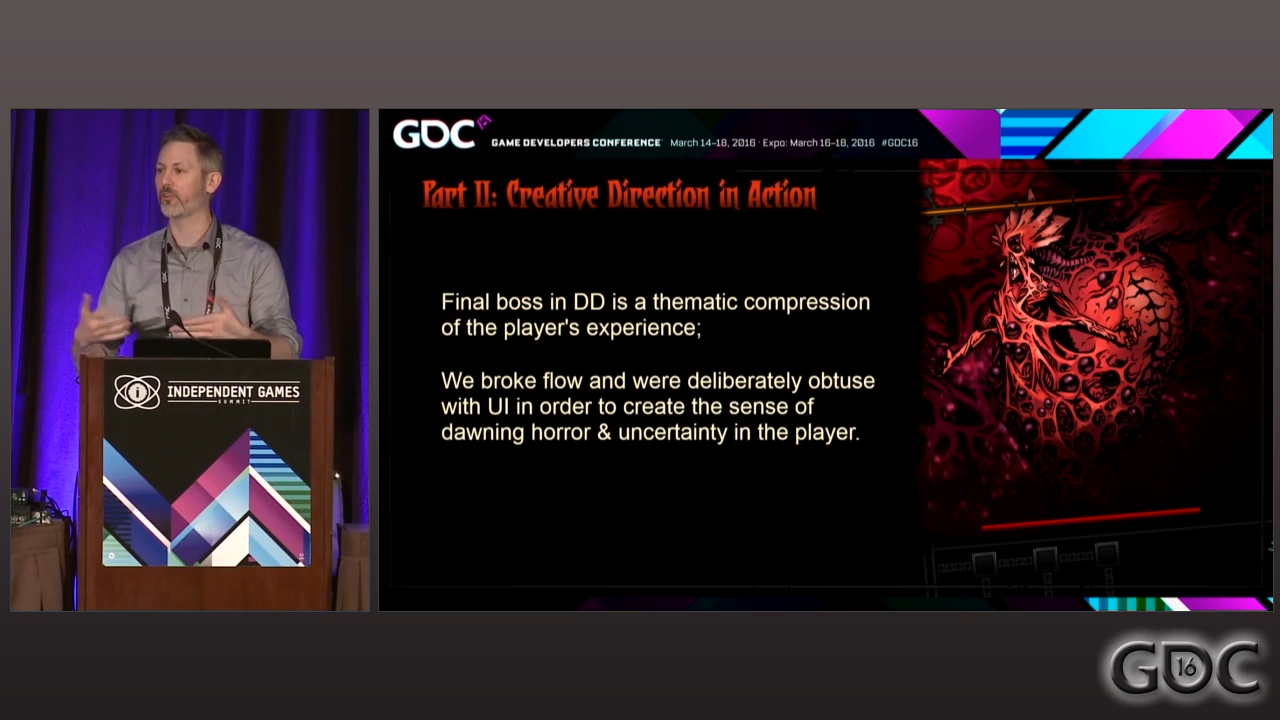 GDC
GAME DEVELOPERS CONFERENCE March 14–18, 2016 · Expo: March 16–18, 2016 #GDC16
Part II: Creative Direction in Action
Final boss in DD is a thematic compression
of the player's experience;
We broke flow and were deliberately obtuse
with UI in order to create the sense of
dawning horror & uncertainty in the player.
INDEPENDENT GAMES
SUMMIT
GDC
16